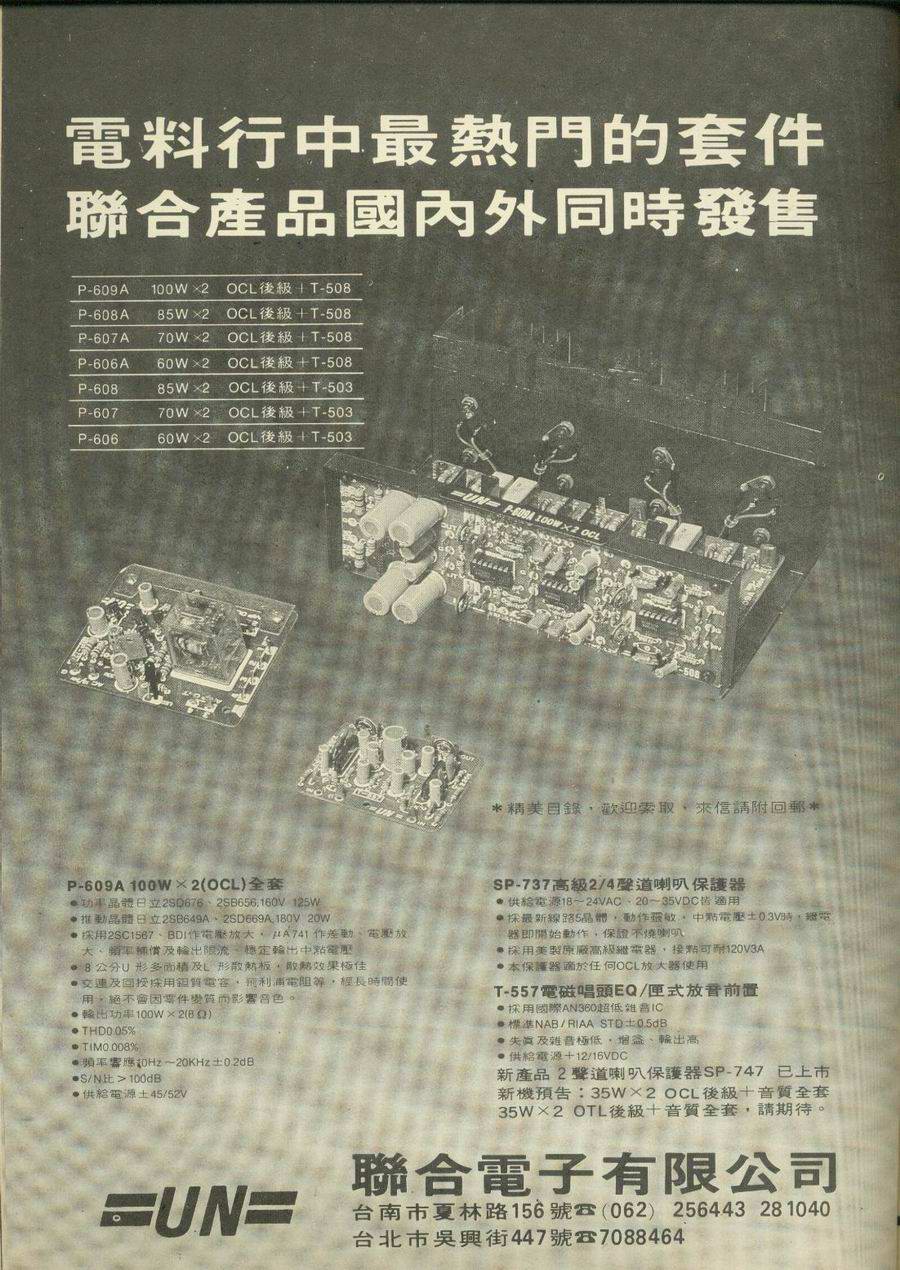 電料行中最熱門的套件
聯合產品國內外同時發售
P-609A 100W×2 OCL後級+T-508
P-608A 85W×2 OCL後級+T-508
P-607A 70W×2 OCL後級+T-508
P-606A 60W×2 OCL後級+T-508
P-608 85W×2 OCL後級+T-503
P-607 70W×2 OCL後級+T-503
P-606 60W×2 OCL後級+T-503
=UN= P-609A 100W×2 OCL
-508
OUT
=UN=
*精美目錄,歡迎索取,來信請附回郵*
P-609A 100W×2(OCL)全套
●功率晶體日立2SD676、2SB656,160V 125W
●推動晶體日立2SB649A、2SD669A,180V 20W
●採用2SC1567、BDI作電壓放大,μA741作差動、電壓放
大、頻率補償及輸出限流,穩定輸出中點電壓
●8公分U形多面積及L形散熱板,散熱效果極佳
●交連及回授採用鉭質電容,飛利浦電阻等,經長時間使
用,絕不會因零件變質而影響音色。
●輸出功率100W×2(8Ω)
●THD0.05%
●TIM0.008%
●頻率響應10Hz~20KHz±0.2dB
●S/N比>100dB
●供給電源±45/52V
SP-737高級2/4聲道喇叭保護器
●供給電源18~24VAC、20~35VDC皆適用
●採最新線路5晶體,動作靈敏,中點電壓±0.3V時,繼電
器即開始動作,保證不燒喇叭
●採用美製原廠高級繼電器,接點可耐120V3A
●本保護器適於任何OCL放大器使用
T-557電磁唱頭EQ/匣式放音前置
●採用國際AN360超低雜音IC
●標準NAB/RIAA STD±0.5dB
●失真及雜音極低,增益、輸出高
●供給電源+12/16VDC
新產品2聲道喇叭保護器SP-747 已上市
新機預告:35W×2 OCL後級+音質全套
35W×2 OTL後級+音質全套,請期待。
=UN=
聯合電子有限公司
台南市夏林路156號☎(062) 256443 281040
台北市吳興街447號☎7088464